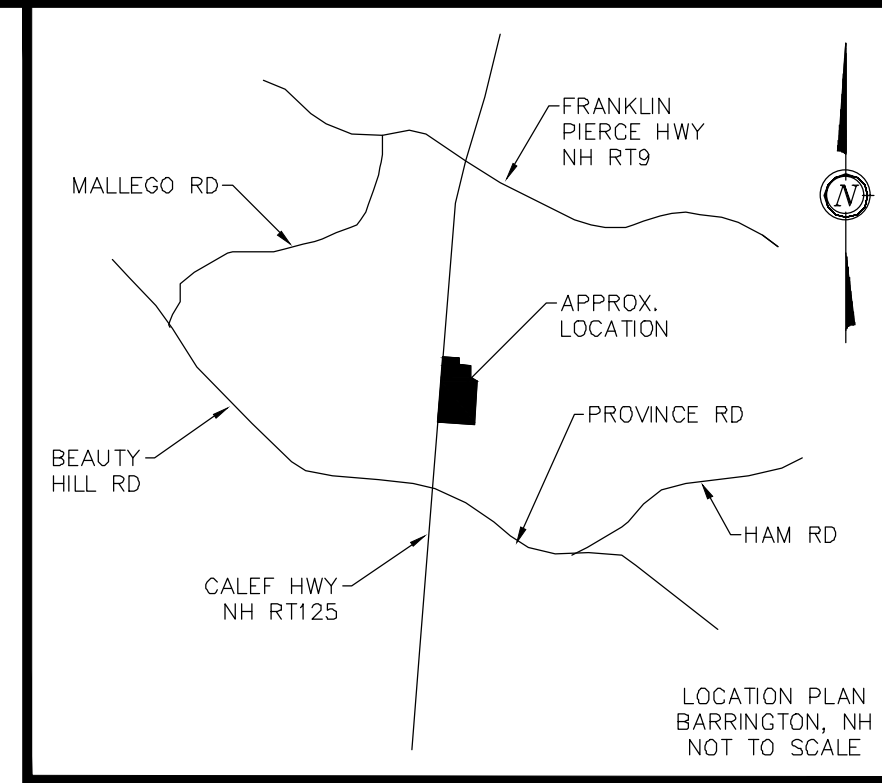 FRANKLIN
PIERCE HWY
NH RT9
MALLEGO RD
N
APPROX.
LOCATION
PROVINCE RD
BEAUTY
HILL RD
HAM RD
CALEF HWY
NH RT125
LOCATION PLAN
BARRINGTON, NH
NOT TO SCALE